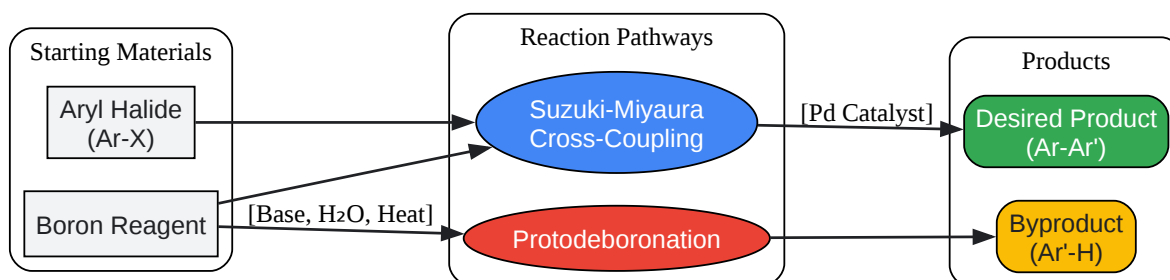 Starting Materials
Aryl Halide
(Ar-X)
Boron Reagent
[Base, H₂O, Heat]
Reaction Pathways
Suzuki-Miyaura
Cross-Coupling
Protodeboronation
[Pd Catalyst]
Products
Desired Product
(Ar-Ar')
Byproduct
(Ar'-H)